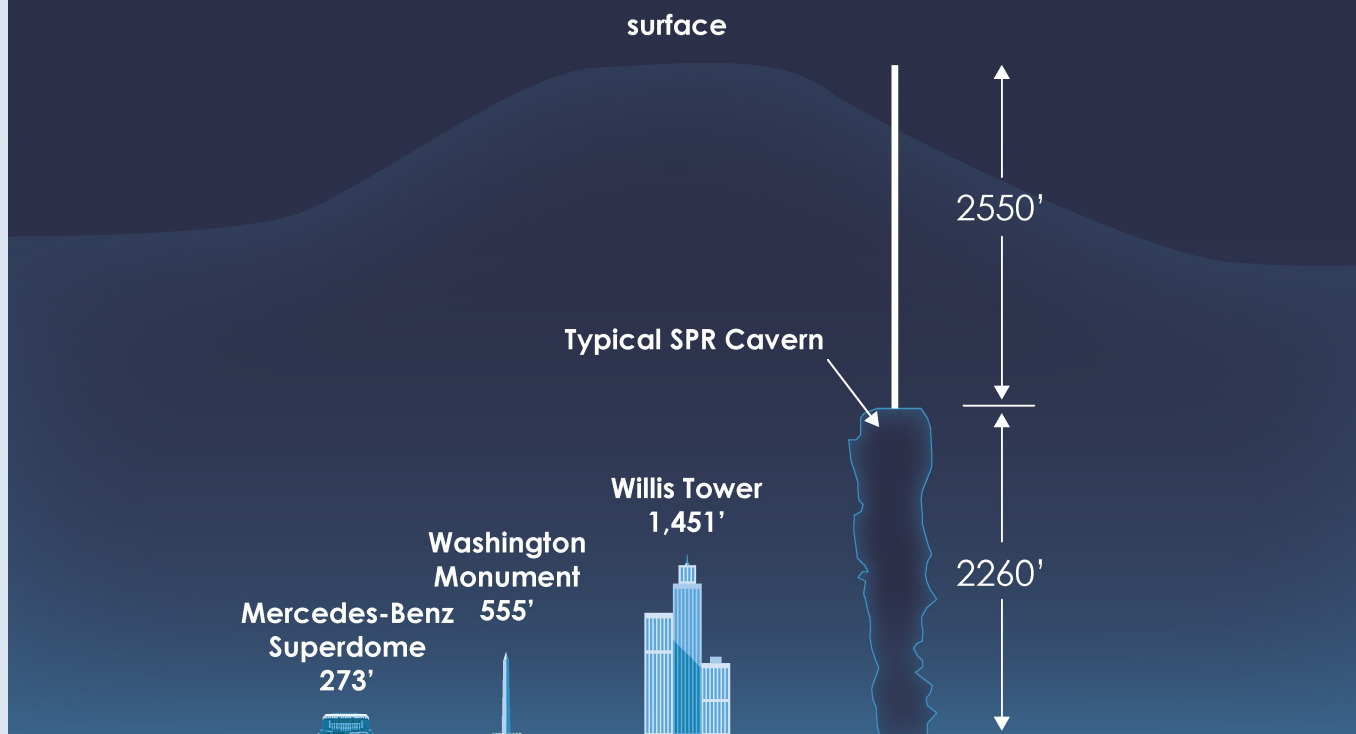 surface
2550’
Typical SPR Cavern
Willis Tower
1,451’
Washington
Monument
555’
2260’
Mercedes-Benz
Superdome
273’